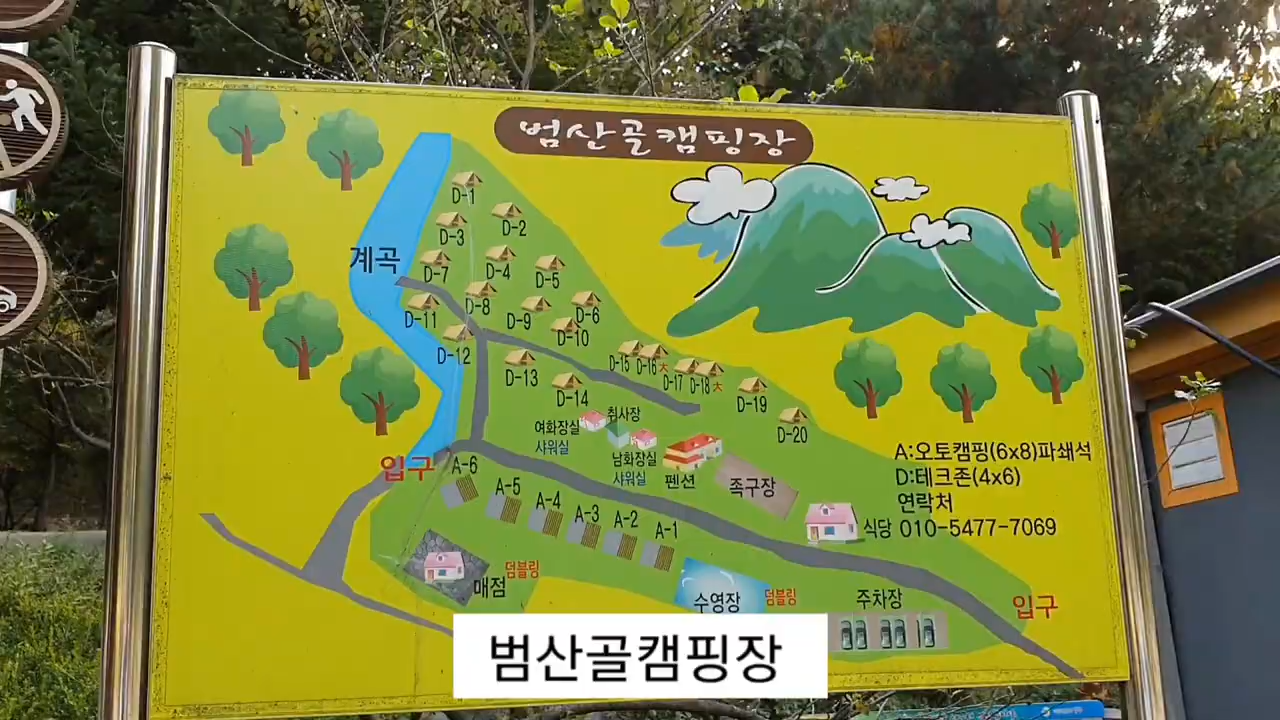 범산골캠핑장
D-1
D-2
D-3
계곡
D-4
D-7
D-5
D-8
D-6
D-11
D-9
D-10
D-12
D-15
D-16
大
D-13
D-17
D-18
大
D-14
D-19
취사장
여화장실
샤워실
D-20
남화장실
샤워실
펜션
입구
A-6
족구장
A:오토캠핑(6x8)파쇄석
D:테크존(4x6)
연락처
010-5477-7069
식당
A-5
A-4
A-3
A-2
A-1
매점
덤블링
수영장
덤블링
주차장
입구
범산골캠핑장